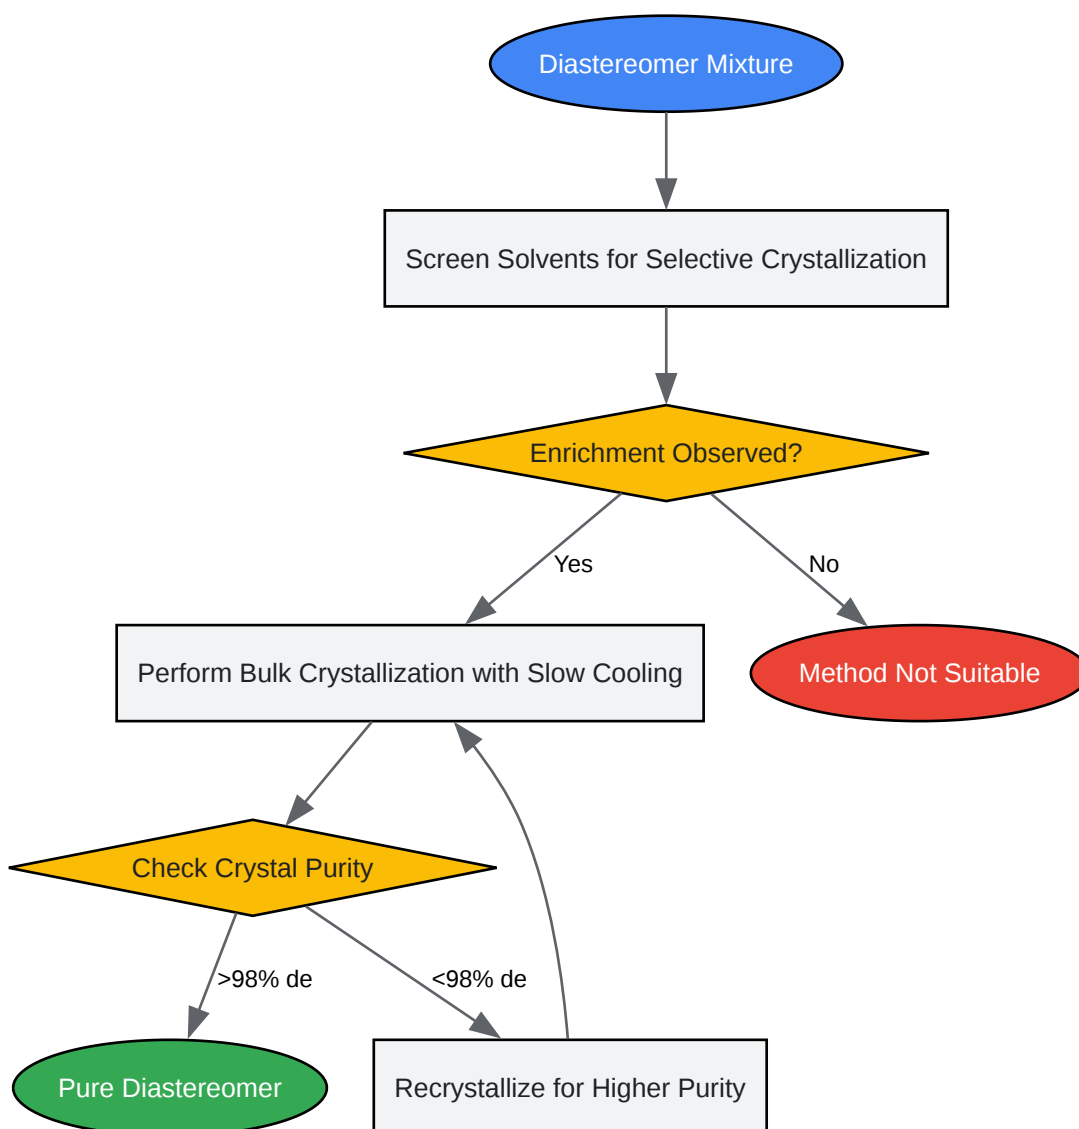 Diastereomer Mixture
Screen Solvents for Selective Crystallization
Enrichment Observed?
Yes
No
Perform Bulk Crystallization with Slow Cooling
Method Not Suitable
Check Crystal Purity
>98% de
<98% de
Pure Diastereomer
Recrystallize for Higher Purity